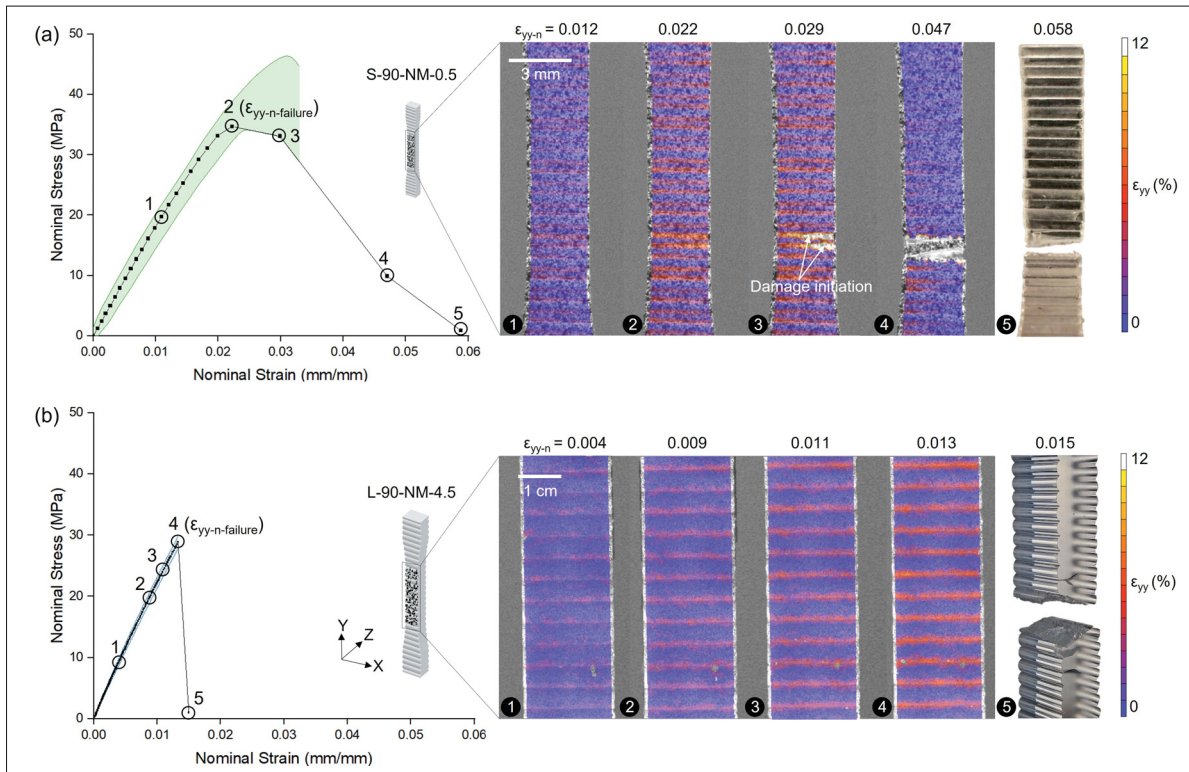 (a)
50
40
30
20
10
0
Nominal Stress (MPa)
0.00 0.01 0.02 0.03 0.04 0.05 0.06
Nominal Strain (mm/mm)
1
2 (εyy-n-failure)
3
4
5
S-90-NM-0.5
εyy-n = 0.012 0.022 0.029 0.047 0.058
3 mm
Damage initiation
1 2 3 4 5
12
εyy (%)
0
(b)
50
40
30
20
10
0
Nominal Stress (MPa)
0.00 0.01 0.02 0.03 0.04 0.05 0.06
Nominal Strain (mm/mm)
4 (εyy-n-failure)
3
2
1
5
L-90-NM-4.5
Y
Z
X
εyy-n = 0.004 0.009 0.011 0.013 0.015
1 cm
1 2 3 4 5
12
εyy (%)
0